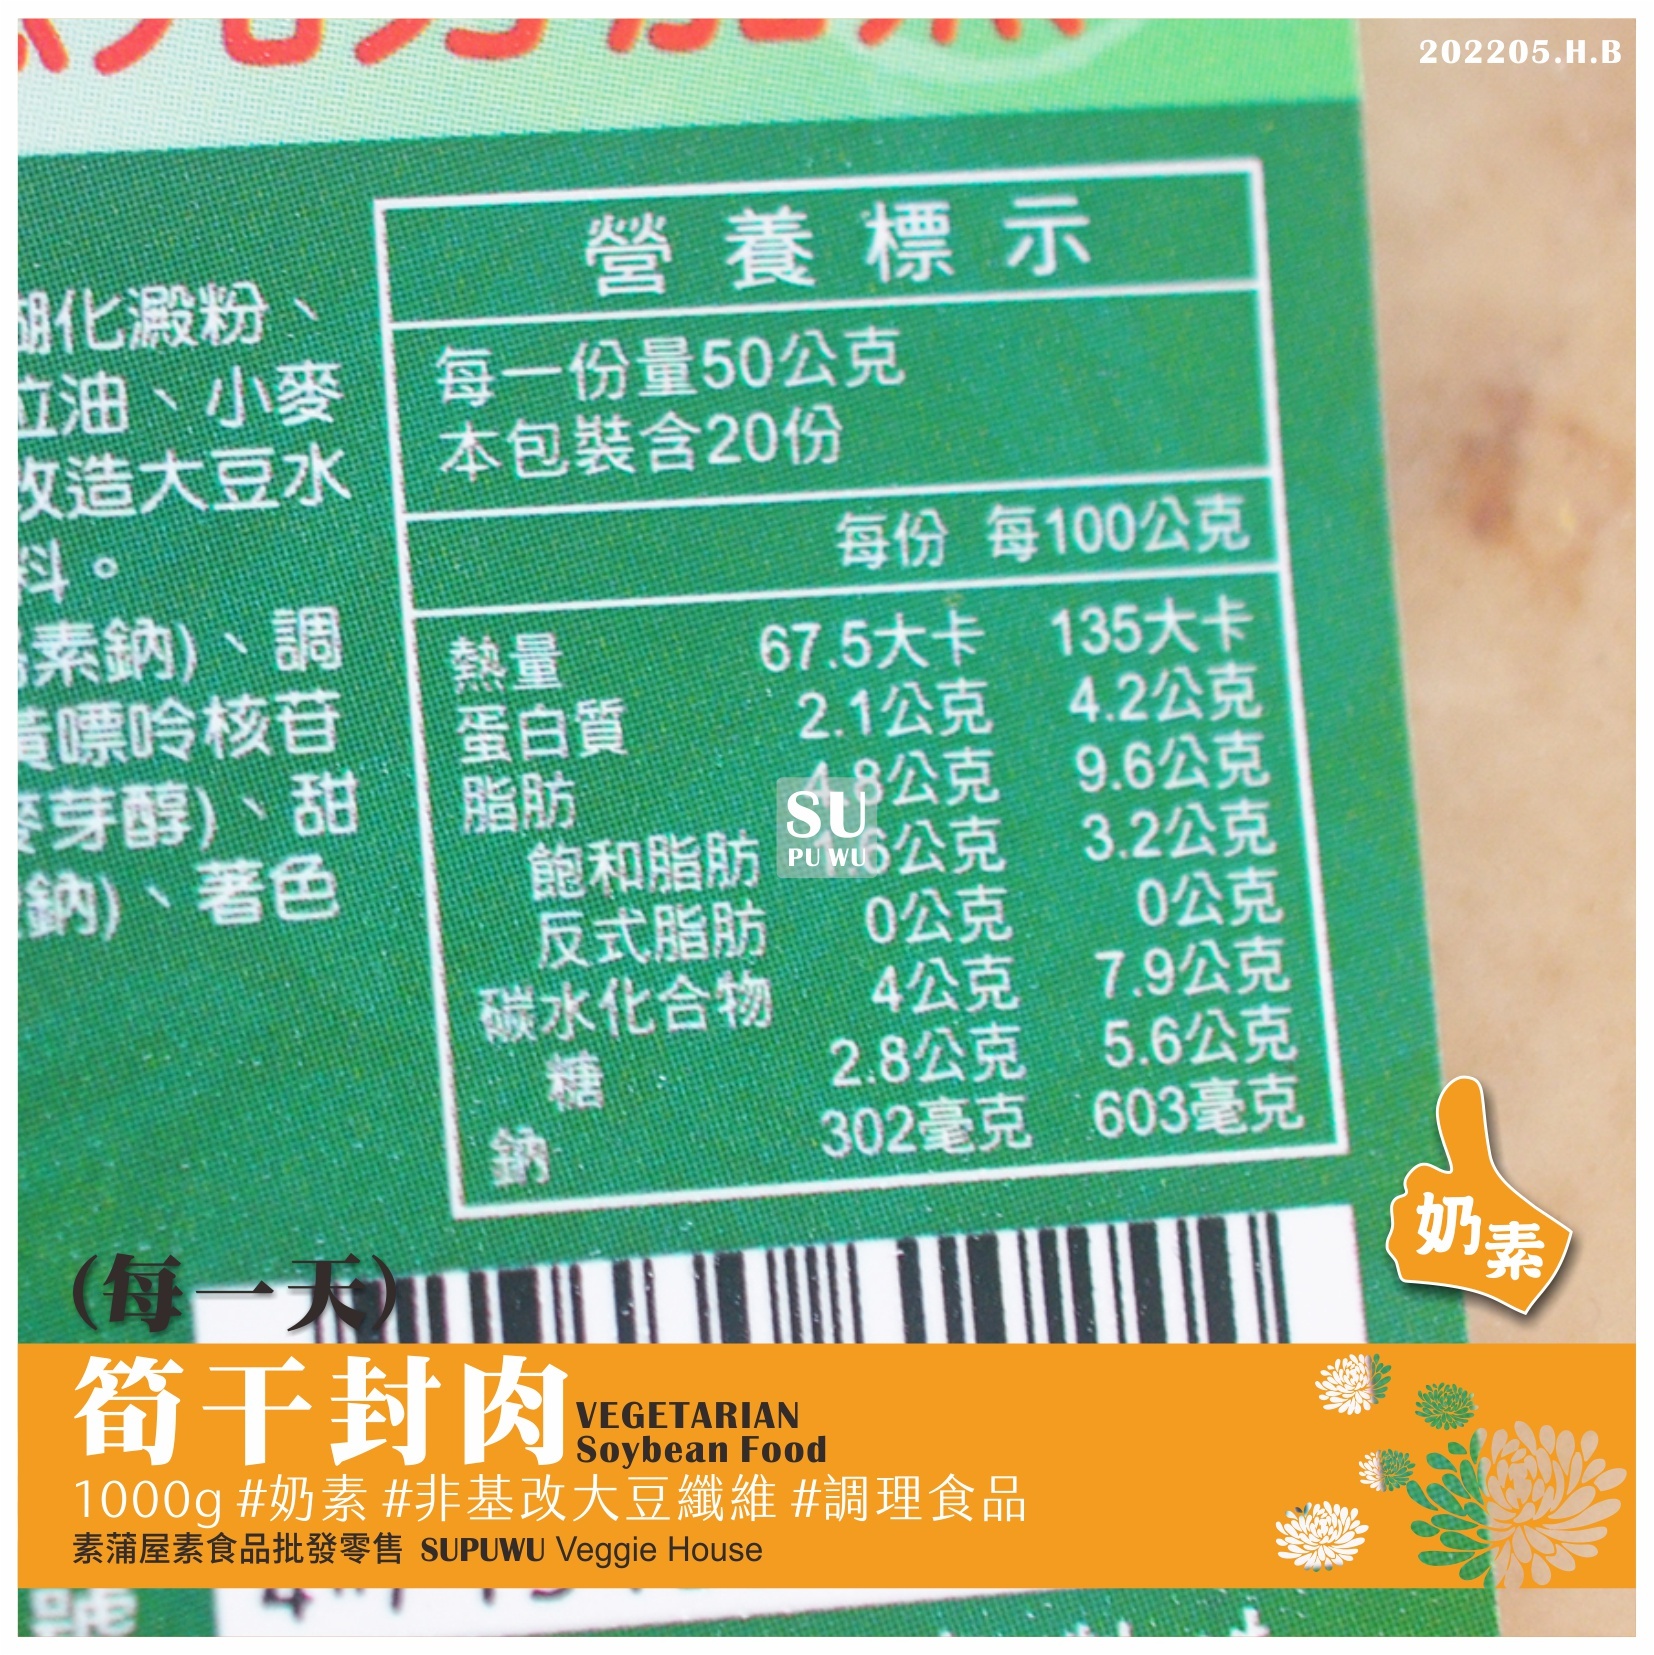 202205.H.B
營養標示
糊化澱粉、
油、小麥
改造大豆水
料。
素鈉)、調
黃嘌呤核苷
麥芽醇)、甜
鈉)、著色
每一份量50公克
本包裝含20份
每份 每100公克
熱量 67.5大卡 135大卡
蛋白質 2.1公克 4.2公克
脂肪 4.8公克 9.6公克
飽和脂肪 1.6公克 3.2公克
反式脂肪 0公克 0公克
碳水化合物 4公克 7.9公克
糖 2.8公克 5.6公克
鈉 302毫克 603毫克
SU
PU WU
奶素
(每一天)
筍干封肉
VEGETARIAN
Soybean Food
1000g #奶素 #非基改大豆纖維 #調理食品
素蒲屋素食品批發零售 SUPUWU Veggie House
號